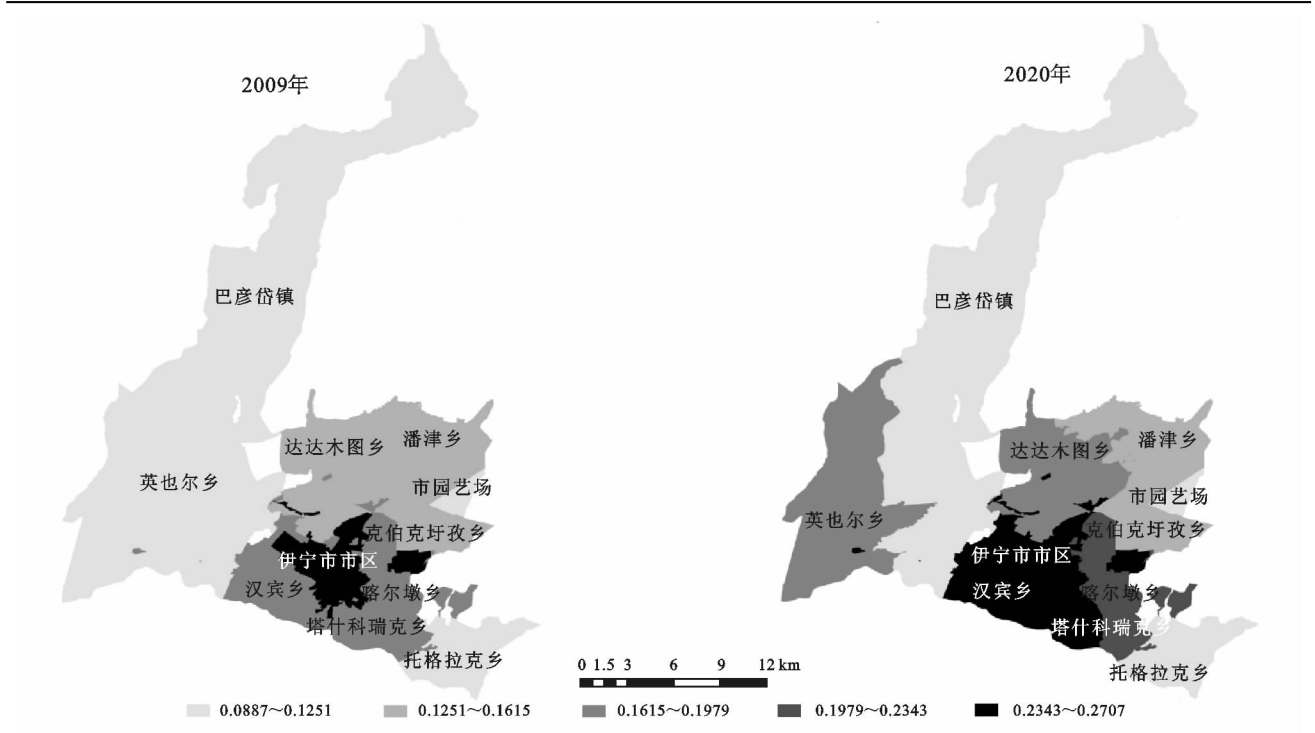 2009年
2020年
巴彦岱镇
巴彦岱镇
达达木图乡
潘津乡
英也尔乡
市园艺场
克伯克圩孜乡
伊宁市市区
汉宾乡
喀尔墩乡
塔什科瑞克乡
托格拉克乡
潘津乡
达达木图乡
市园艺场
英也尔乡
克伯克圩孜乡
伊宁市市区
汉宾乡
喀尔墩乡
塔什科瑞克乡
托格拉克乡
0 1.5 3 6 9 12 km
0.0887～0.1251 0.1251～0.1615 0.1615～0.1979 0.1979～0.2343 0.2343～0.2707